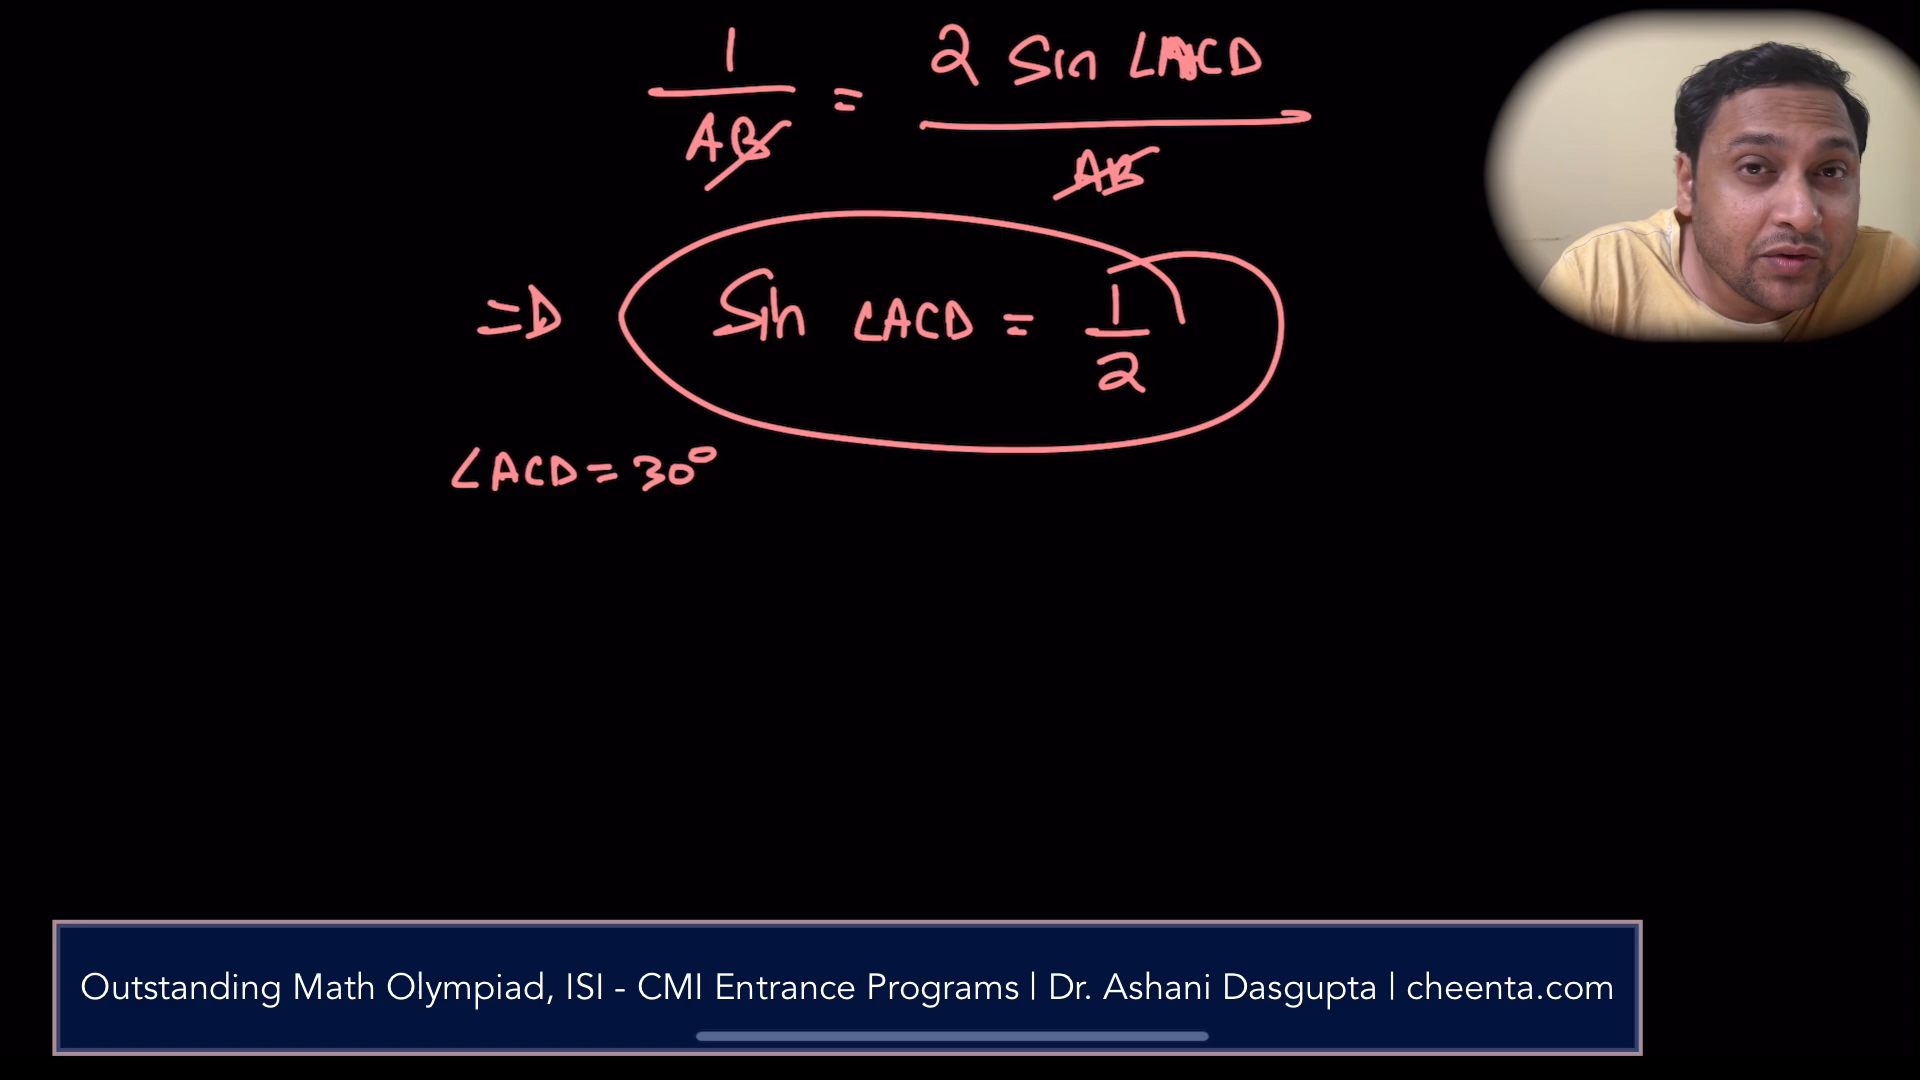 1/AB = 2 Sin ∠ACD/AB
=> Sin ∠ACD = 1/2
∠ACD = 30°
Outstanding Math Olympiad, ISI - CMI Entrance Programs | Dr. Ashani Dasgupta | cheenta.com